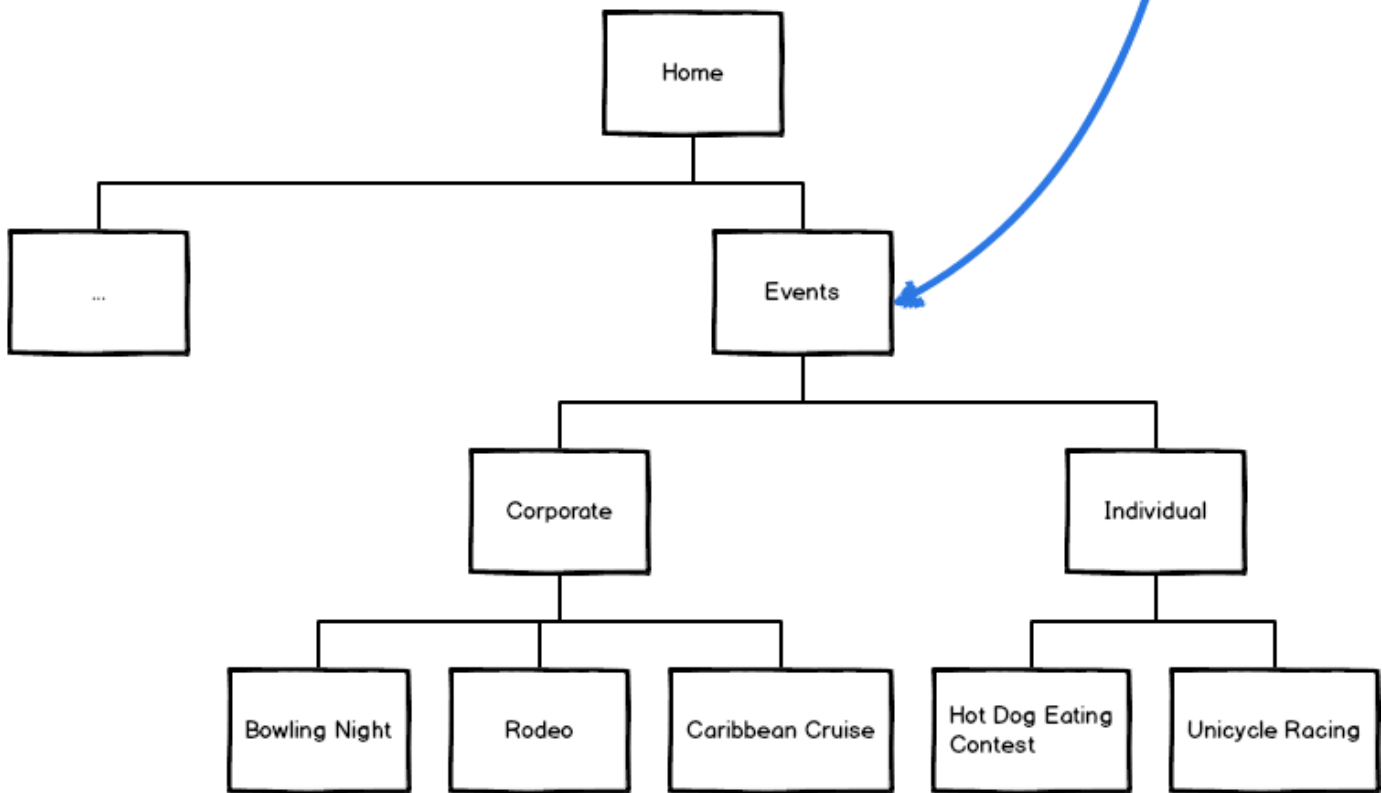 Home
...
Events
Corporate
Individual
Bowling Night
Rodeo
Caribbean Cruise
Hot Dog Eating
Contest
Unicycle Racing